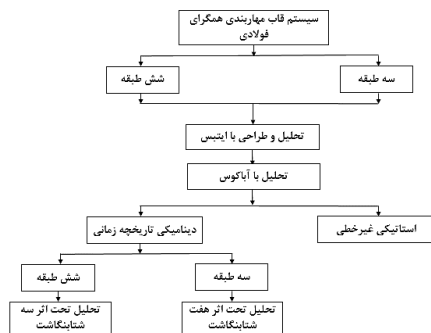 سیستم قاب مهاربندی همگرای
فولادی
سه طبقه
شش طبقه
تحلیل و طراحی با ایتبس
تحلیل با آباکوس
استاتیکی غیرخطی
دینامیکی تاریخچه زمانی
سه طبقه
شش طبقه
تحلیل تحت اثر هفت
شتابنگاشت
تحلیل تحت اثر سه
شتابنگاشت